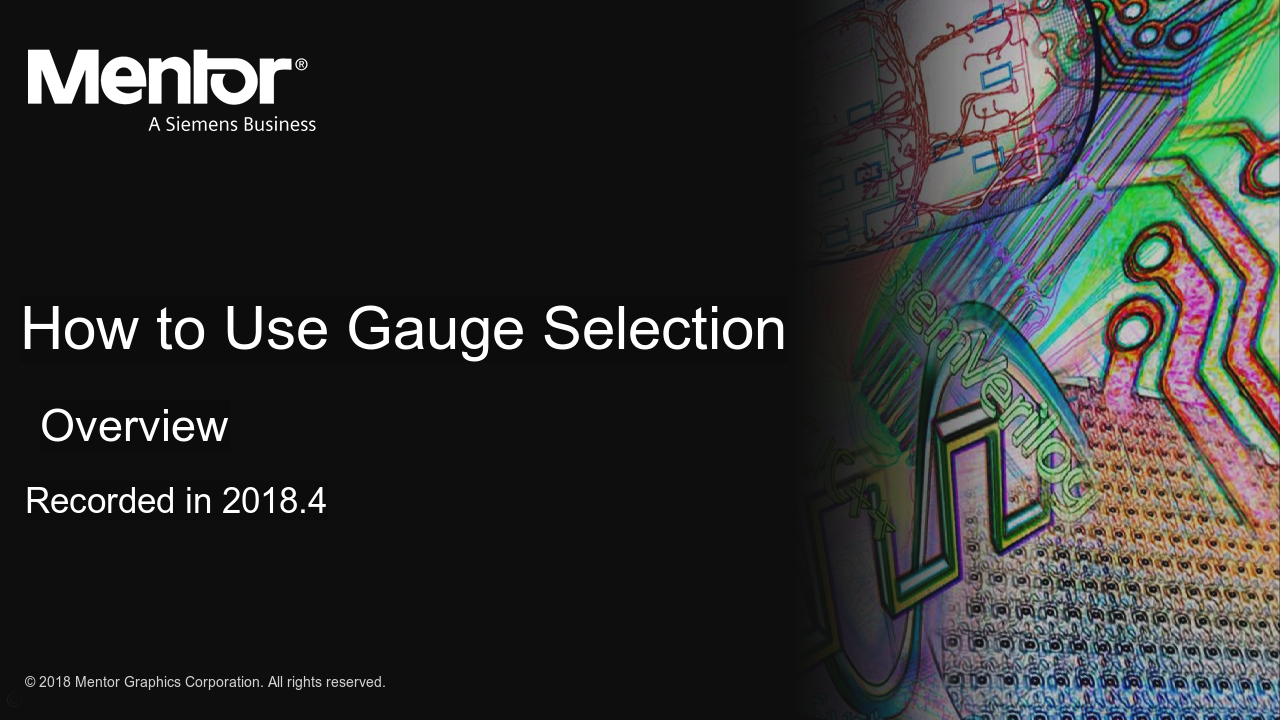 Mentor®
A Siemens Business
How to Use Gauge Selection
Overview
Recorded in 2018.4
© 2018 Mentor Graphics Corporation. All rights reserved.
stemVerilog